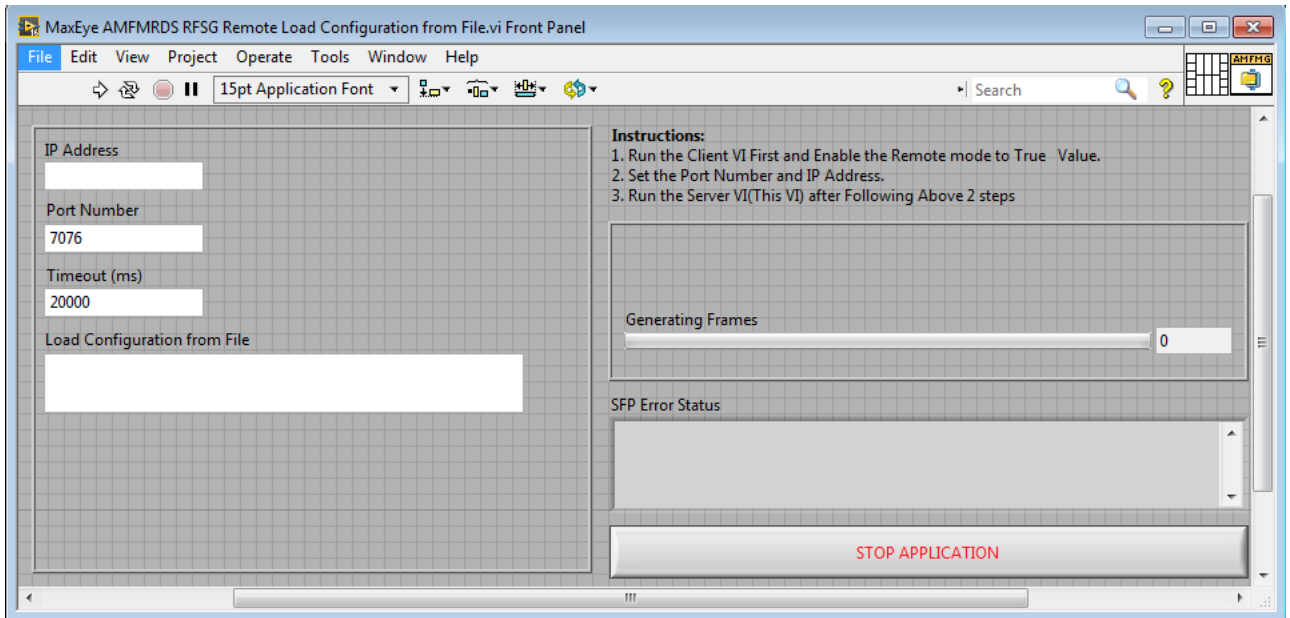 MaxEye AMFMRDS RFSG Remote Load Configuration from File.vi Front Panel
File Edit View Project Operate Tools Window Help
15pt Application Font
Search
AMFMG
IP Address
Port Number
7076
Timeout (ms)
20000
Load Configuration from File
Instructions:
1. Run the Client VI First and Enable the Remote mode to True Value.
2. Set the Port Number and IP Address.
3. Run the Server VI(This VI) after Following Above 2 steps
Generating Frames
0
SFP Error Status
STOP APPLICATION